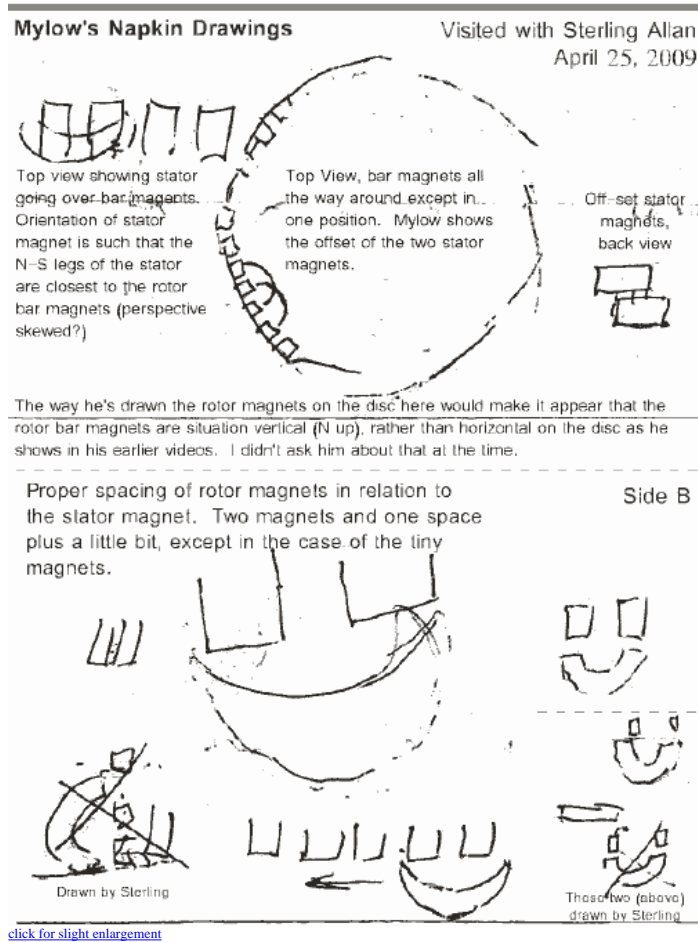 Mylow's Napkin Drawings
Visited with Sterling Allan
April 25, 2009
Top view showing stator
going over bar magents.
Orientation of stator
magnet is such that the
N-S legs of the stator
are closest to the rotor
bar magnets (perspective
skewed?)
Top View, bar magnets all
the way around except in
one position. Mylow shows
the offset of the two stator
magnets.
Off-set stator
magnets,
back view
The way he's drawn the rotor magnets on the disc here would make it appear that the
rotor bar magnets are situation vertical (N up), rather than horizontal on the disc as he
shows in his earlier videos. I didn't ask him about that at the time.
Proper spacing of rotor magnets in relation to
the stator magnet. Two magnets and one space
plus a little bit, except in the case of the tiny
magnets.
Side B
Drawn by Sterling
Those two (above)
drawn by Sterling
click for slight enlargement